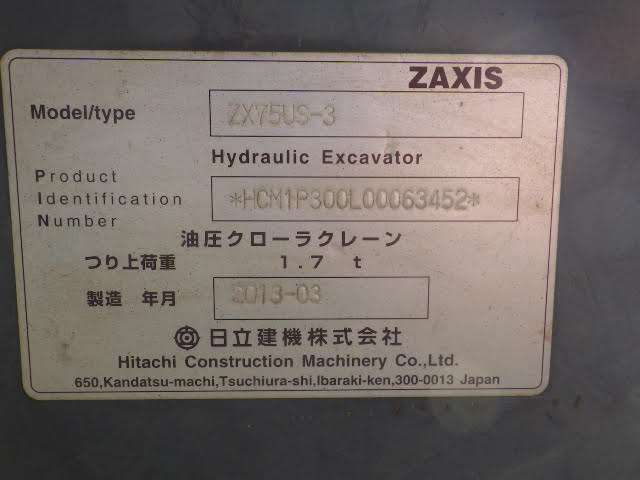 ZAXIS
Model/type ZX75US-3
Hydraulic Excavator
Product
Identification *HCM1P300L00063452*
Number
油圧クローラクレーン
つり上荷重 1.7 t
製造 年月 2013-03
日立建機株式会社
Hitachi Construction Machinery Co.,Ltd.
650,Kandatsu-machi,Tsuchiura-shi,Ibaraki-ken,300-0013 Japan